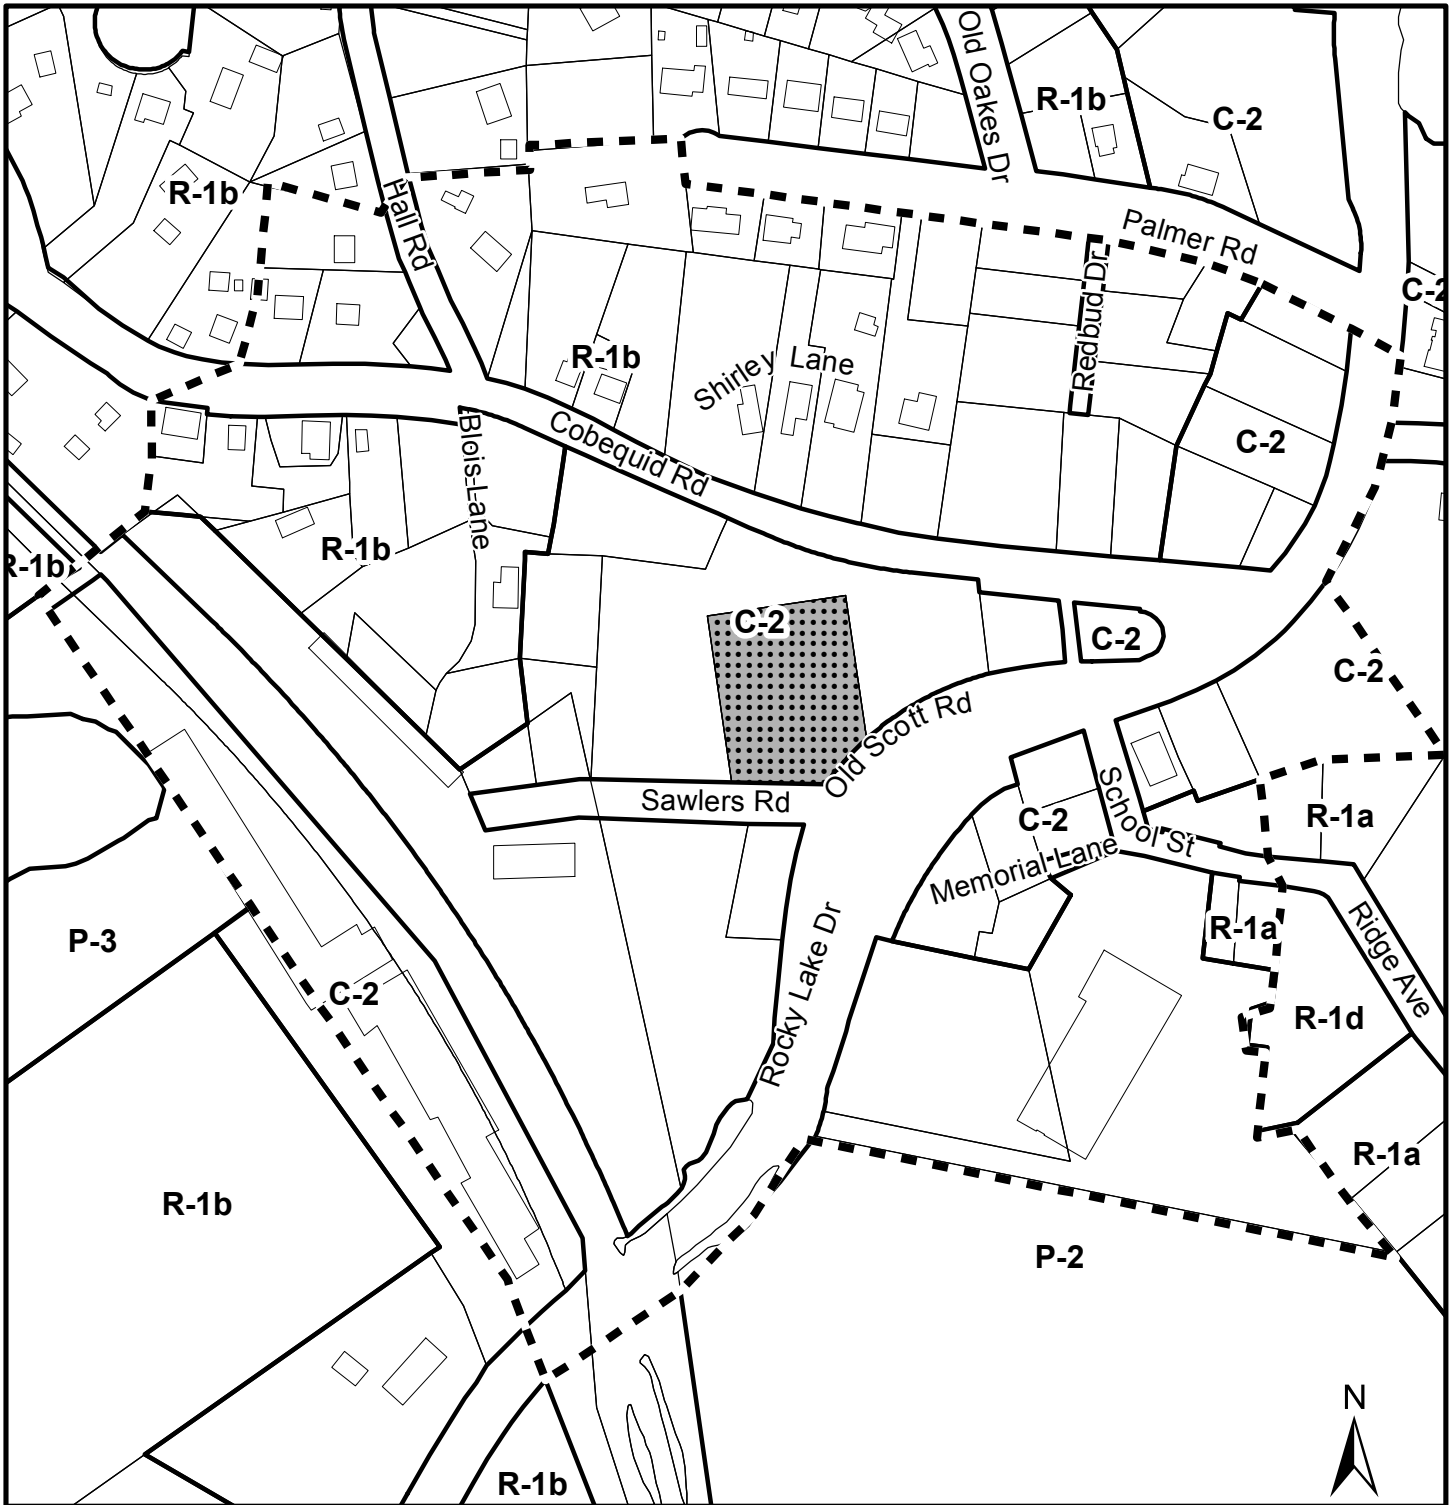 Old Oakes Dr
R-1b
C-2
R-1b
Hall Rd
Palmer Rd
Redbud Dr
C-2
R-1b
Shirley Lane
Cobequid Rd
Blois Lane
C-2
R-1b
R-1b
C-2
C-2
C-2
Old Scott Rd
Sawlers Rd
School St
C-2
R-1a
Memorial Lane
R-1a
Ridge Ave
P-3
Rocky Lake Dr
C-2
R-1d
R-1a
R-1b
P-2
N
R-1b